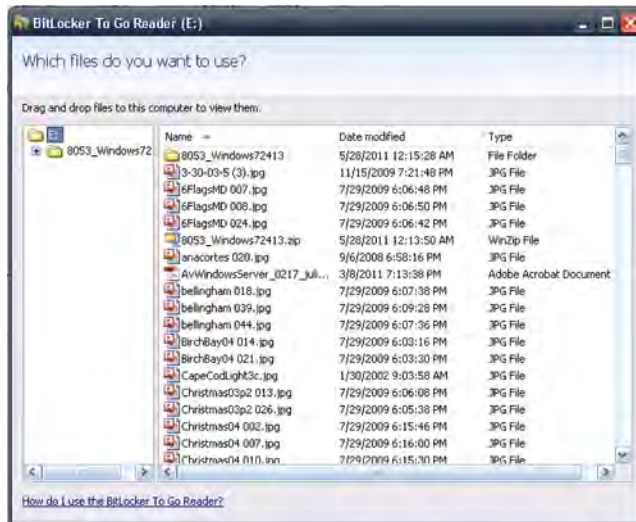 BitLocker To Go Reader (E:)
Which files do you want to use?
Drag and drop files to this computer to view them.
E:
8053_Windows72
Name Date modified Type
8053_Windows72413 5/28/2011 12:15:28 AM File Folder
3-30-03-5 (3).jpg 11/15/2009 7:21:48 PM JPG File
6FlagsMD 007.jpg 7/29/2009 6:06:48 PM JPG File
6FlagsMD 008.jpg 7/29/2009 6:06:50 PM JPG File
6FlagsMD 024.jpg 7/29/2009 6:06:42 PM JPG File
8053_Windows72413.zip 5/28/2011 12:13:50 AM WinZip File
anacortes 020.jpg 9/6/2008 6:58:16 PM JPG File
AvWindowsServer_0217_juli... 3/8/2011 7:13:38 PM Adobe Acrobat Document
bellingham 018.jpg 7/29/2009 6:07:38 PM JPG File
bellingham 039.jpg 7/29/2009 6:09:28 PM JPG File
bellingham 044.jpg 7/29/2009 6:07:36 PM JPG File
BirchBay04 014.jpg 7/29/2009 6:03:16 PM JPG File
BirchBay04 021.jpg 7/29/2009 6:03:30 PM JPG File
CapeCodLight3c.jpg 1/30/2002 9:03:58 AM JPG File
Christmas03p2 013.jpg 7/29/2009 6:06:08 PM JPG File
Christmas03p2 026.jpg 7/29/2009 6:05:38 PM JPG File
Christmas04 002.jpg 7/29/2009 6:15:46 PM JPG File
Christmas04 007.jpg 7/29/2009 6:16:00 PM JPG File
Christmas04 010.jpg 7/29/2009 6:15:30 PM JPG File
How do I use the BitLocker To Go Reader?